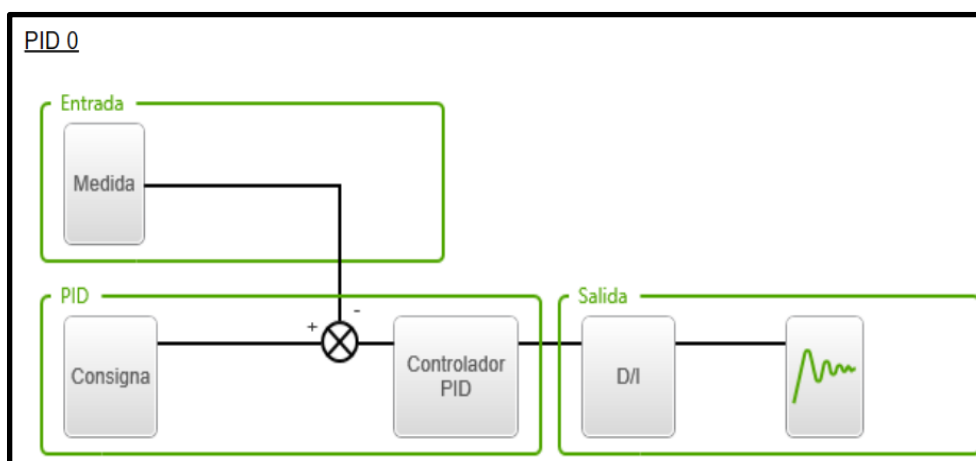 PID 0
Entrada
Medida
PID
Salida
+
-
Consigna
Controlador
PID
D/I